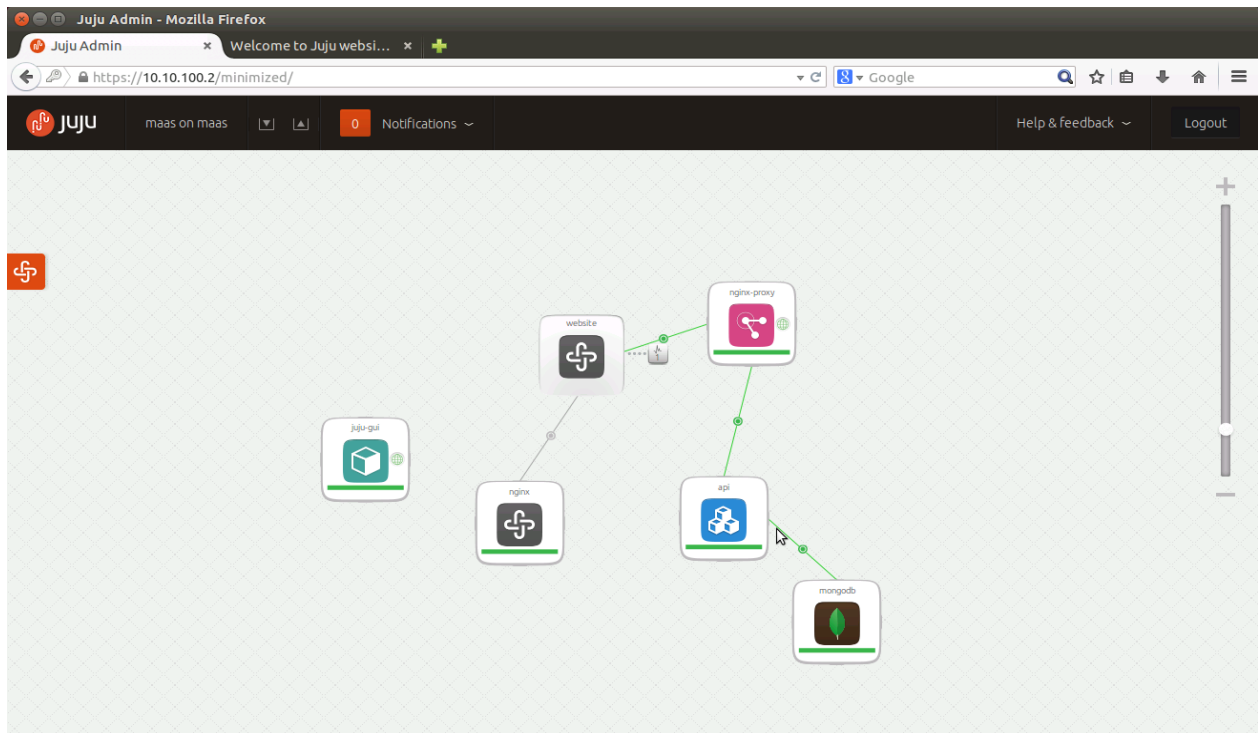 Juju Admin - Mozilla Firefox
Juju Admin × Welcome to Juju websi... ×
https://10.10.100.2/minimized/ Google
juju maas on maas 0 Notifications Help & feedback Logout
nginx-proxy
website
juju-gui
nginx
api
mongodb